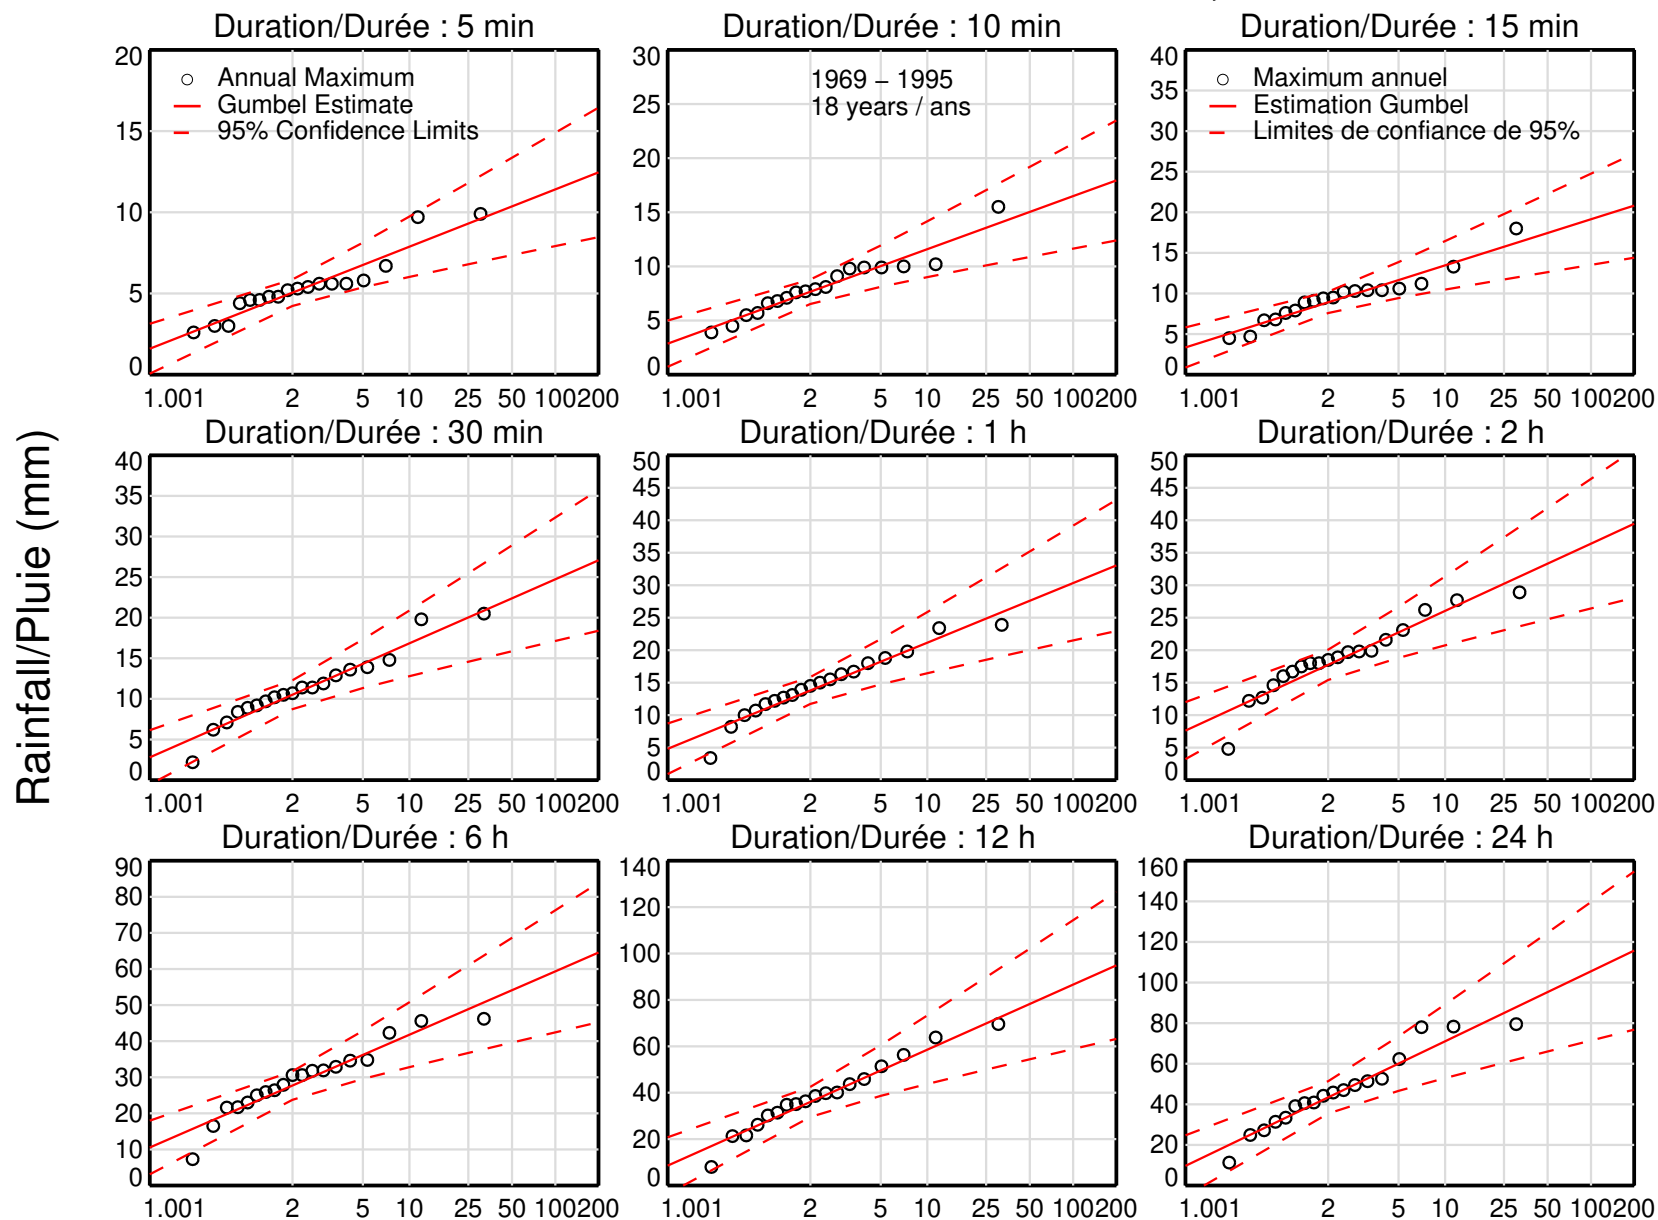 Duration/Durée : 5 min
Duration/Durée : 10 min
Duration/Durée : 15 min
20
15
10
5
0
Annual Maximum
Gumbel Estimate
95% Confidence Limits
1.001 2 5 10 25 50 100200
30
25
20
15
10
5
0
1969 – 1995
18 years / ans
1.001 2 5 10 25 50 100200
40
35
30
25
20
15
10
5
0
Maximum annuel
Estimation Gumbel
Limites de confiance de 95%
1.001 2 5 10 25 50 100200
Rainfall/Pluie (mm)
Duration/Durée : 30 min
Duration/Durée : 1 h
Duration/Durée : 2 h
40
35
30
25
20
15
10
5
0
1.001 2 5 10 25 50 100200
50
45
40
35
30
25
20
15
10
5
0
1.001 2 5 10 25 50 100200
50
45
40
35
30
25
20
15
10
5
0
1.001 2 5 10 25 50 100200
Duration/Durée : 6 h
Duration/Durée : 12 h
Duration/Durée : 24 h
90
80
70
60
50
40
30
20
10
0
1.001 2 5 10 25 50 100200
140
120
100
80
60
40
20
0
1.001 2 5 10 25 50 100200
160
140
120
100
80
60
40
20
0
1.001 2 5 10 25 50 100200